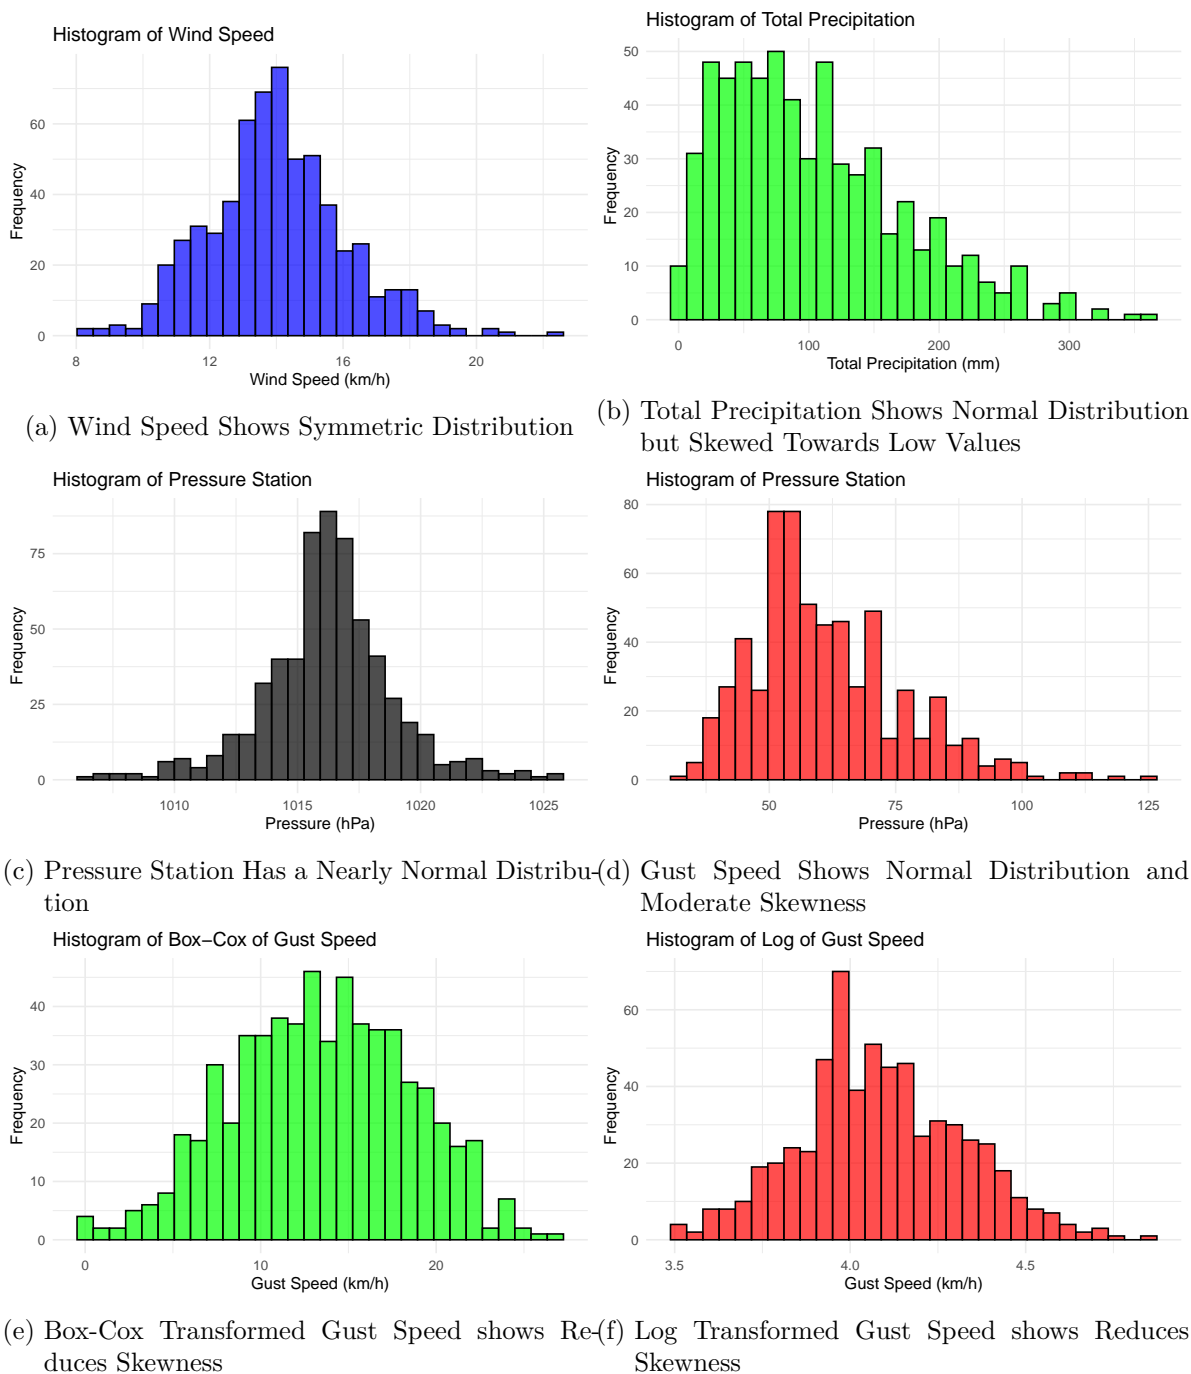 Histogram of Wind Speed
Frequency
60
40
20
0
8
12
16
20
Wind Speed (km/h)
(a) Wind Speed Shows Symmetric Distribution
Histogram of Total Precipitation
Frequency
50
40
30
20
10
0
0
100
200
300
Total Precipitation (mm)
(b) Total Precipitation Shows Normal Distribution
but Skewed Towards Low Values
Histogram of Pressure Station
Frequency
75
50
25
0
1010
1015
1020
1025
Pressure (hPa)
(c) Pressure Station Has a Nearly Normal Distribu-
tion
Histogram of Pressure Station
Frequency
80
60
40
20
0
50
75
100
125
Pressure (hPa)
(d) Gust Speed Shows Normal Distribution and
Moderate Skewness
Histogram of Box−Cox of Gust Speed
Frequency
40
30
20
10
0
0
10
20
Gust Speed (km/h)
(e) Box-Cox Transformed Gust Speed shows Re-
duces Skewness
Histogram of Log of Gust Speed
Frequency
60
40
20
0
3.5
4.0
4.5
Gust Speed (km/h)
(f) Log Transformed Gust Speed shows Reduces
Skewness